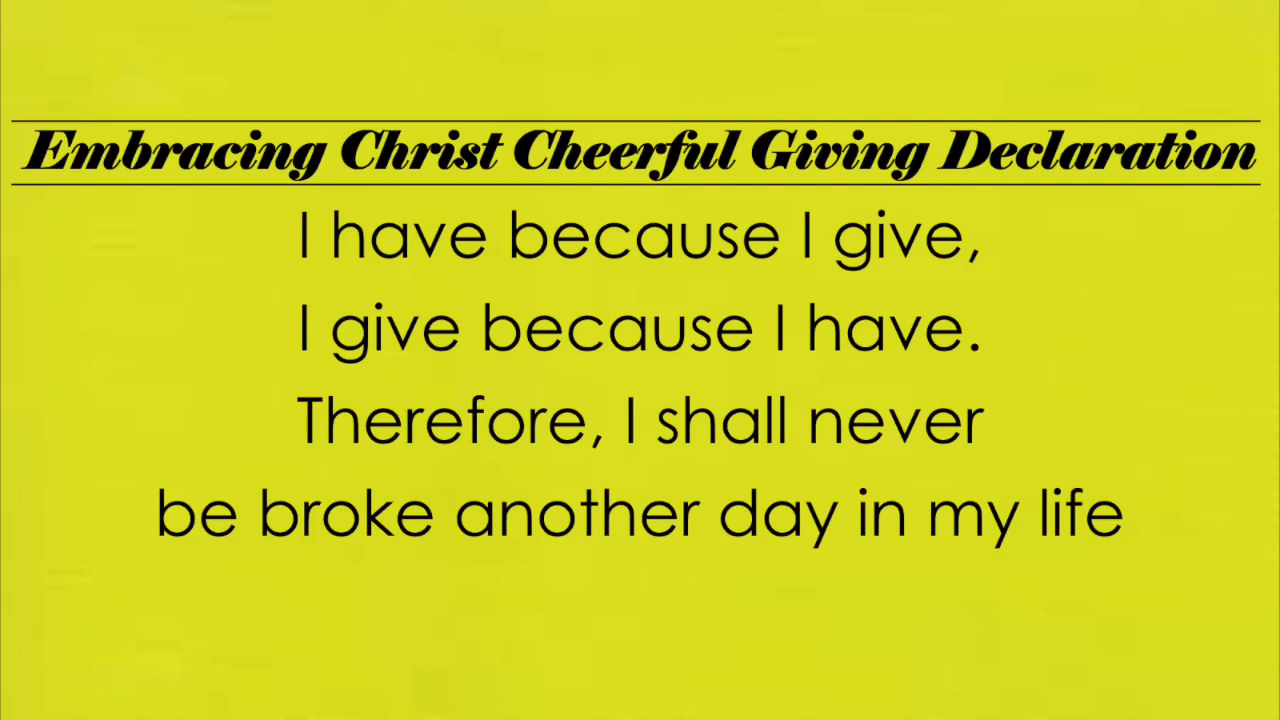 Embracing Christ Cheerful Giving Declaration
I have because I give,
I give because I have.
Therefore, I shall never
be broke another day in my life